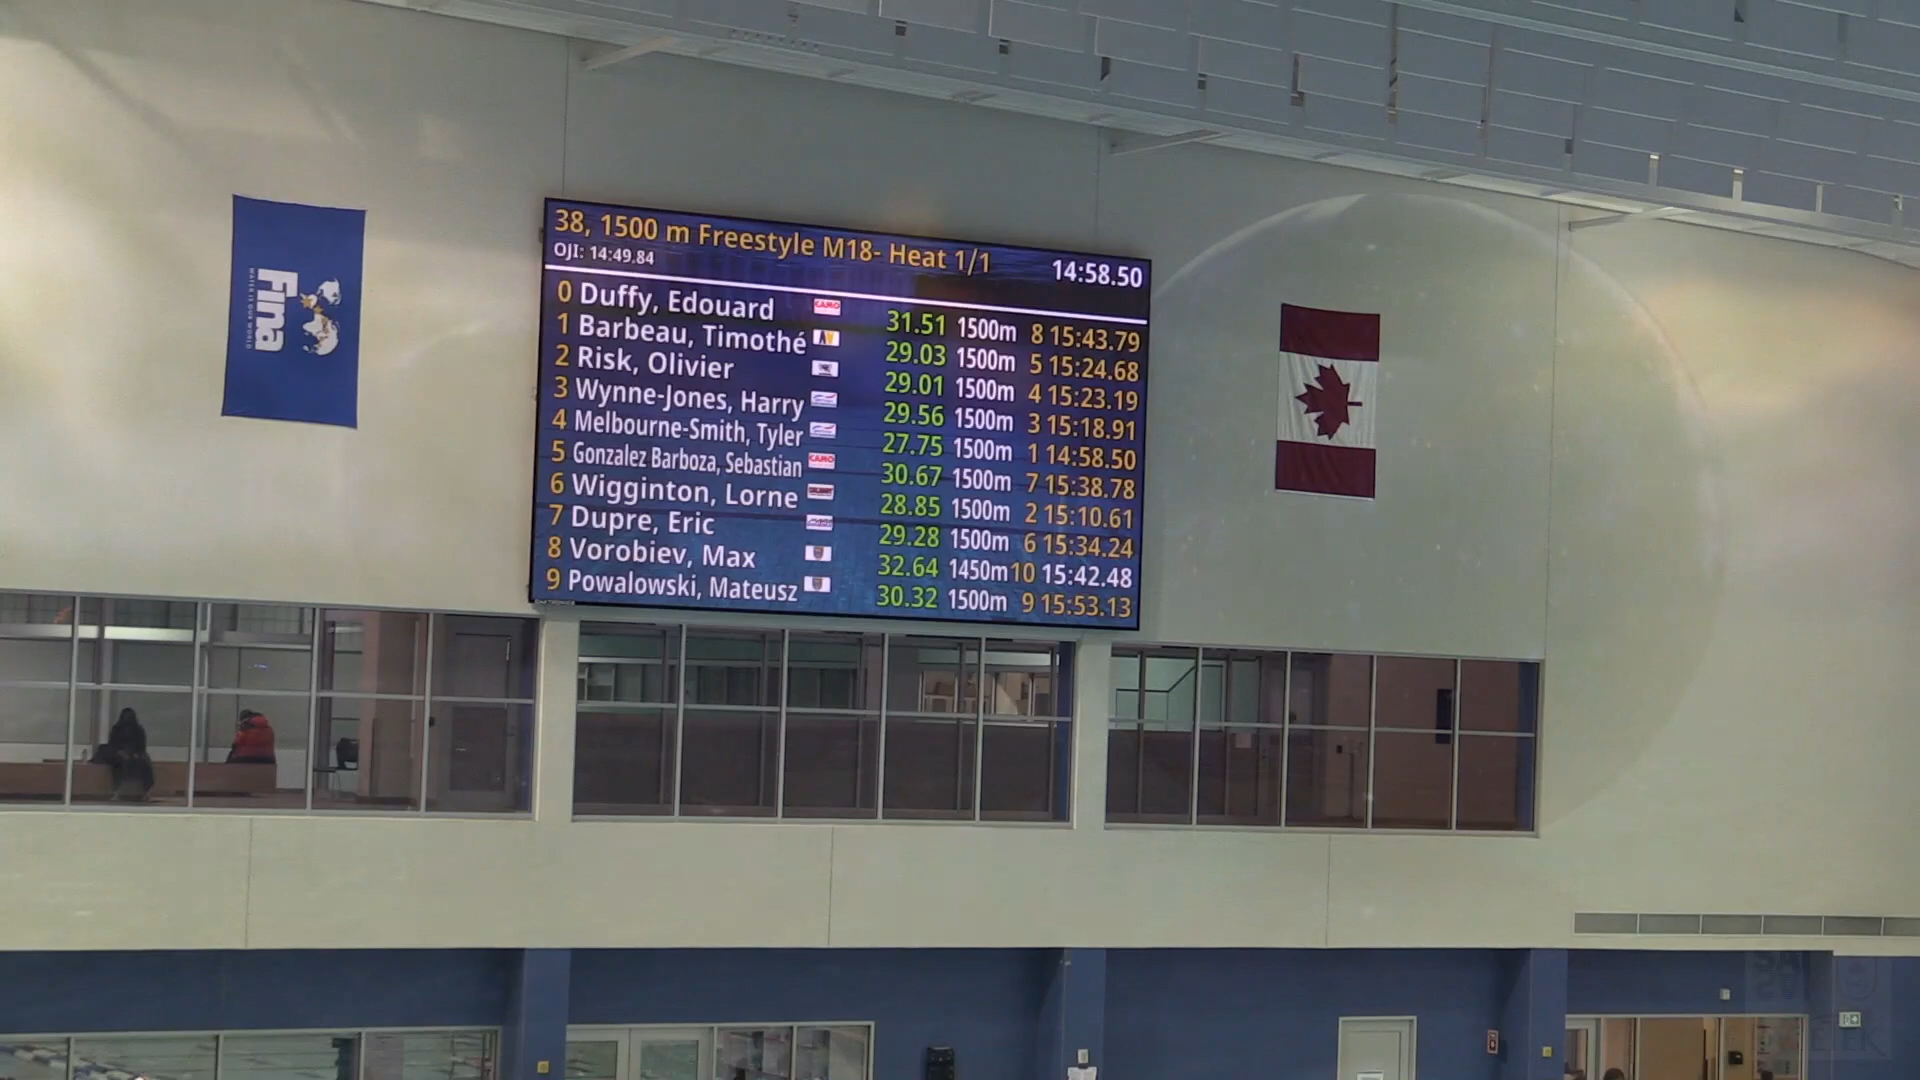 38, 1500 m Freestyle M18- Heat 1/1
OJI: 14:49.84 14:58.50
0 Duffy, Edouard CAMO 31.51 1500m 8 15:43.79
1 Barbeau, Timothé 29.03 1500m 5 15:24.68
2 Risk, Olivier 29.01 1500m 4 15:23.19
3 Wynne-Jones, Harry 29.56 1500m 3 15:18.91
4 Melbourne-Smith, Tyler 27.75 1500m 1 14:58.50
5 Gonzalez Barboza, Sebastian CAMO 30.67 1500m 7 15:38.78
6 Wigginton, Lorne 28.85 1500m 2 15:10.61
7 Dupre, Eric 29.28 1500m 6 15:34.24
8 Vorobiev, Max 32.64 1450m 10 15:42.48
9 Powalowski, Mateusz 30.32 1500m 9 15:53.13
FINA
WATER IS OUR WORLD